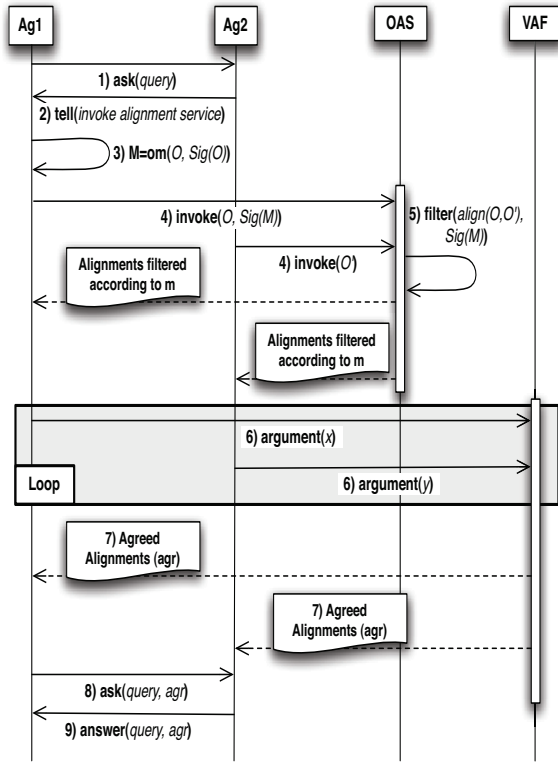 Ag1
Ag2
OAS
VAF
1) ask(query)
2) tell(invoke alignment service)
3) M=om(O, Sig(O))
4) invoke(O, Sig(M))
5) filter(align(O,O'),
Sig(M))
4) invoke(O')
Alignments filtered
according to m
Alignments filtered
according to m
6) argument(x)
6) argument(y)
Loop
7) Agreed
Alignments (agr)
7) Agreed
Alignments (agr)
8) ask(query, agr)
9) answer(query, agr)